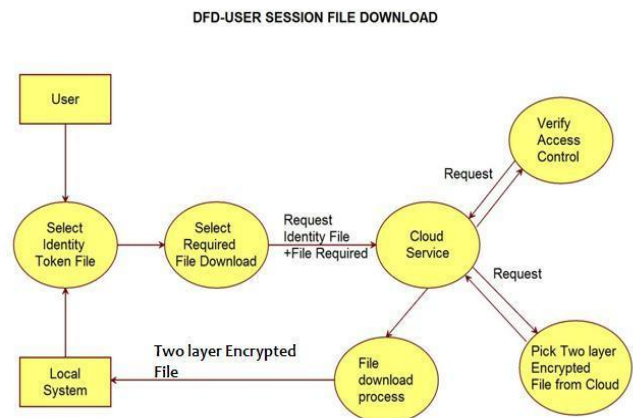 DFD-USER SESSION FILE DOWNLOAD
User
Verify
Access
Control
Request
Select
Identity
Token File
Select
Required
File Download
Request
Identity File
+File Required
Cloud
Service
Request
Two layer Encrypted
File
Local
System
File
download
process
Pick Two layer
Encrypted
File from Cloud